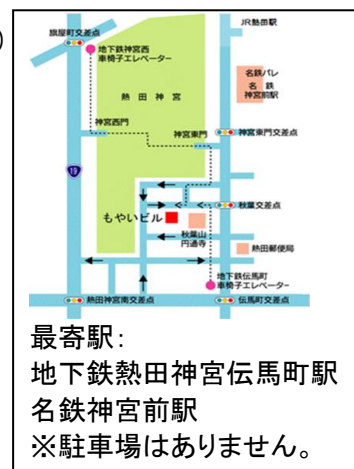 )
旗屋町交差点
JR熱田駅
地下鉄神宮西
車椅子エレベーター
名鉄パレ
名鉄
神宮前駅
熱田神宮
神宮西門
神宮東門
神宮東門交差点
19
秋葉交差点
もやいビル
秋葉山
円通寺
熱田郵便局
地下鉄伝馬町
車椅子エレベーター
熱田神宮南交差点
伝馬町交差点
最寄駅：
地下鉄熱田神宮伝馬町駅
名鉄神宮前駅
※駐車場はありません。